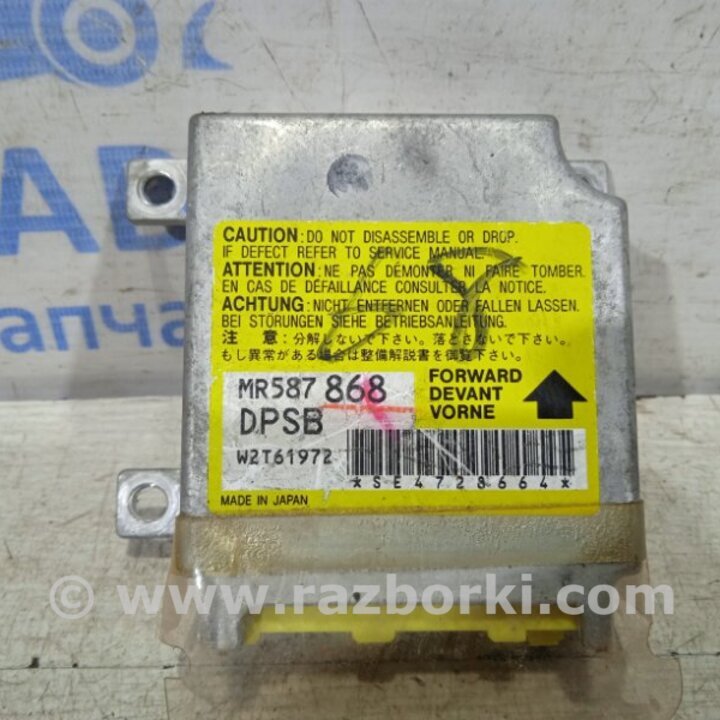 CAUTION: DO NOT DISASSEMBLE OR DROP.
IF DEFECT REFER TO SERVICE MANUAL.
ATTENTION: NE PAS DÉMONTER NI FAIRE TOMBER.
EN CAS DE DÉFAILLANCE CONSULTER LA NOTICE.
ACHTUNG: NICHT ENTFERNEN ODER FALLEN LASSEN.
BEI STÖRUNGEN SIEHE BETRIEBSANLEITUNG.
注 意:分解しないで下さい。落とさないで下さい。
もし異常がある場合は整備解説書を御覧下さい。
MR587 868
DPSB
W2T61972
FORWARD
DEVANT
VORNE
*SE4728664*
MADE IN JAPAN
© www.razborki.com